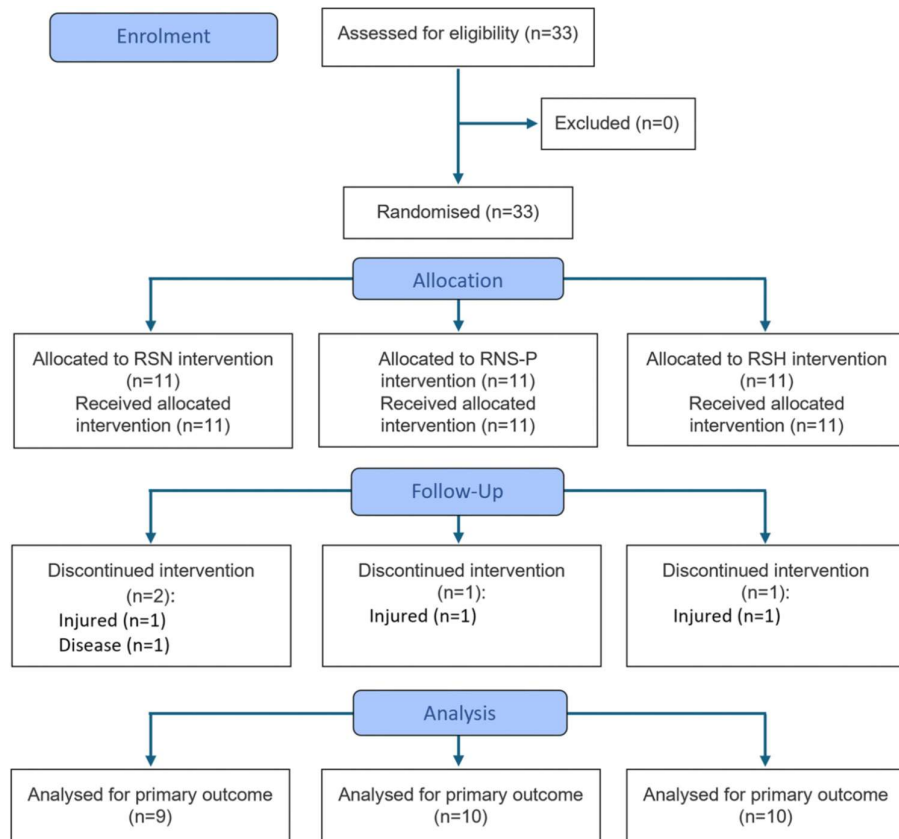 Enrolment
Assessed for eligibility (n=33)
Excluded (n=0)
Randomised (n=33)
Allocation
Allocated to RSN intervention
(n=11)
Received allocated
intervention (n=11)
Allocated to RNS-P
intervention (n=11)
Received allocated
intervention (n=11)
Allocated to RSH intervention
(n=11)
Received allocated
intervention (n=11)
Follow-Up
Discontinued intervention
(n=2):
Injured (n=1)
Disease (n=1)
Discontinued intervention
(n=1):
Injured (n=1)
Discontinued intervention
(n=1):
Injured (n=1)
Analysis
Analysed for primary outcome
(n=9)
Analysed for primary outcome
(n=10)
Analysed for primary outcome
(n=10)